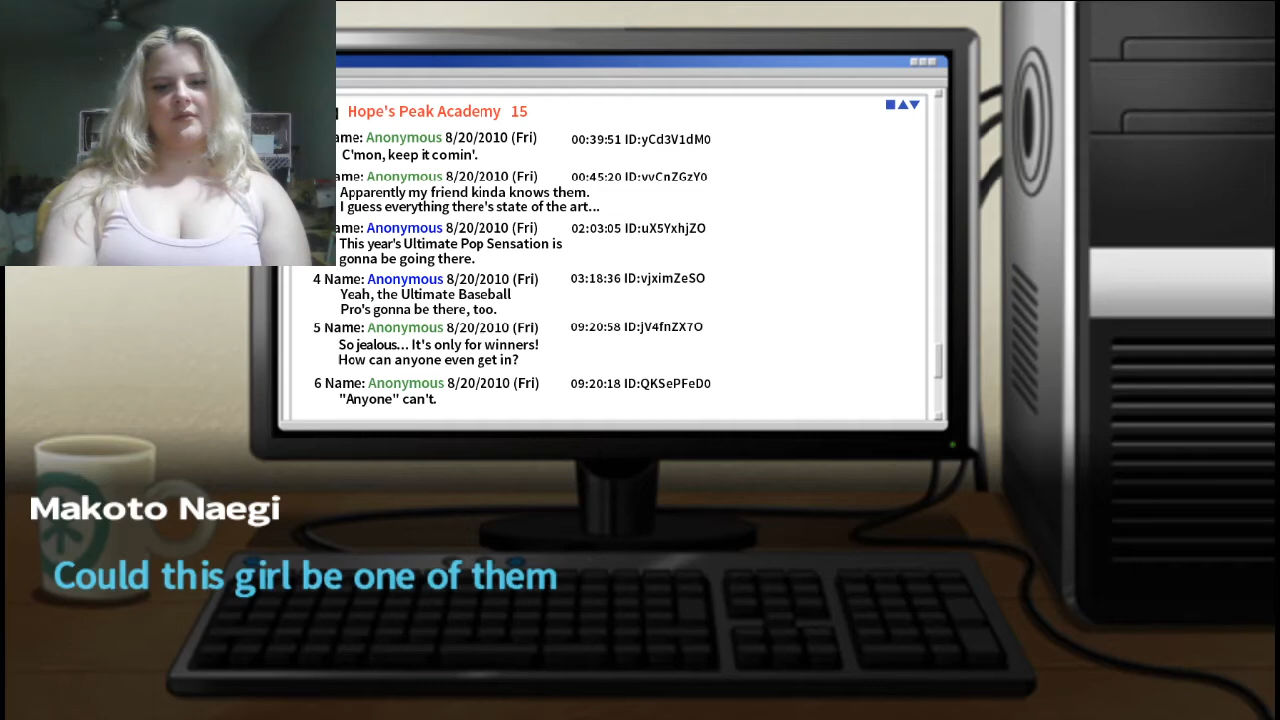 Hope's Peak Academy 15
ame: Anonymous 8/20/2010 (Fri) 00:39:51 ID:yCd3V1dM0
C'mon, keep it comin'.
ame: Anonymous 8/20/2010 (Fri) 00:45:20 ID:vvCnZGzY0
Apparently my friend kinda knows them.
I guess everything there's state of the art...
ame: Anonymous 8/20/2010 (Fri) 02:03:05 ID:uX5YxhjZO
This year's Ultimate Pop Sensation is
gonna be going there.
4 Name: Anonymous 8/20/2010 (Fri) 03:18:36 ID:vjximZeSO
Yeah, the Ultimate Baseball
Pro's gonna be there, too.
5 Name: Anonymous 8/20/2010 (Fri) 09:20:58 ID:jV4fnZX7O
So jealous... It's only for winners!
How can anyone even get in?
6 Name: Anonymous 8/20/2010 (Fri) 09:20:18 ID:QKSePFeD0
"Anyone" can't.
Makoto Naegi
Could this girl be one of them